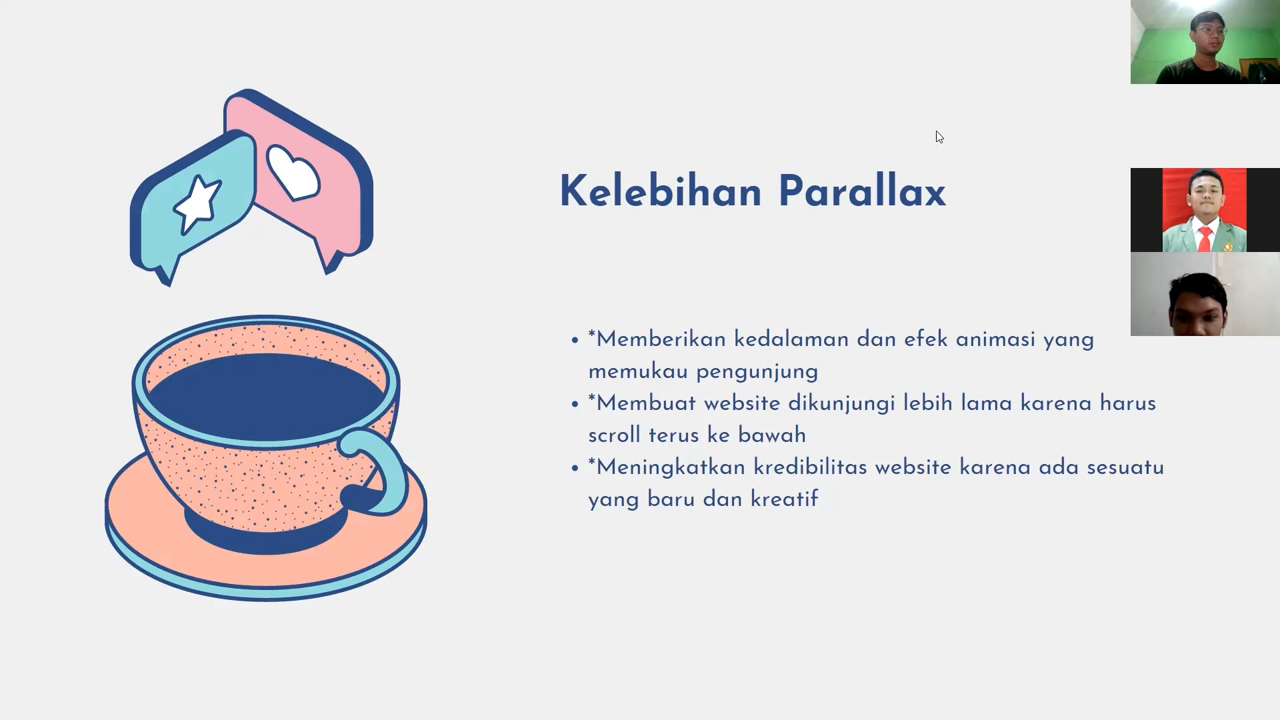 Kelebihan Parallax
• *Memberikan kedalaman dan efek animasi yang
memukau pengunjung
• *Membuat website dikunjungi lebih lama karena harus
scroll terus ke bawah
• *Meningkatkan kredibilitas website karena ada sesuatu
yang baru dan kreatif